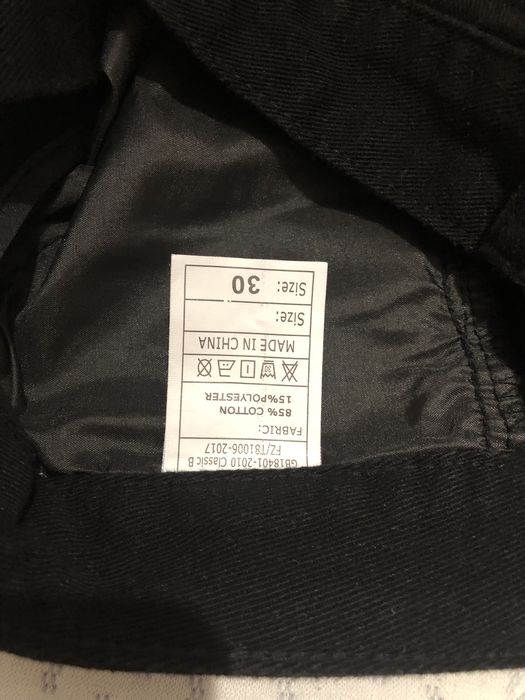 GB18401-2010 Classic B
FZ/T81006-2017
FABRIC:
85% COTTON
15%POLYESTER
MADE IN CHINA
Size:
Size: 30